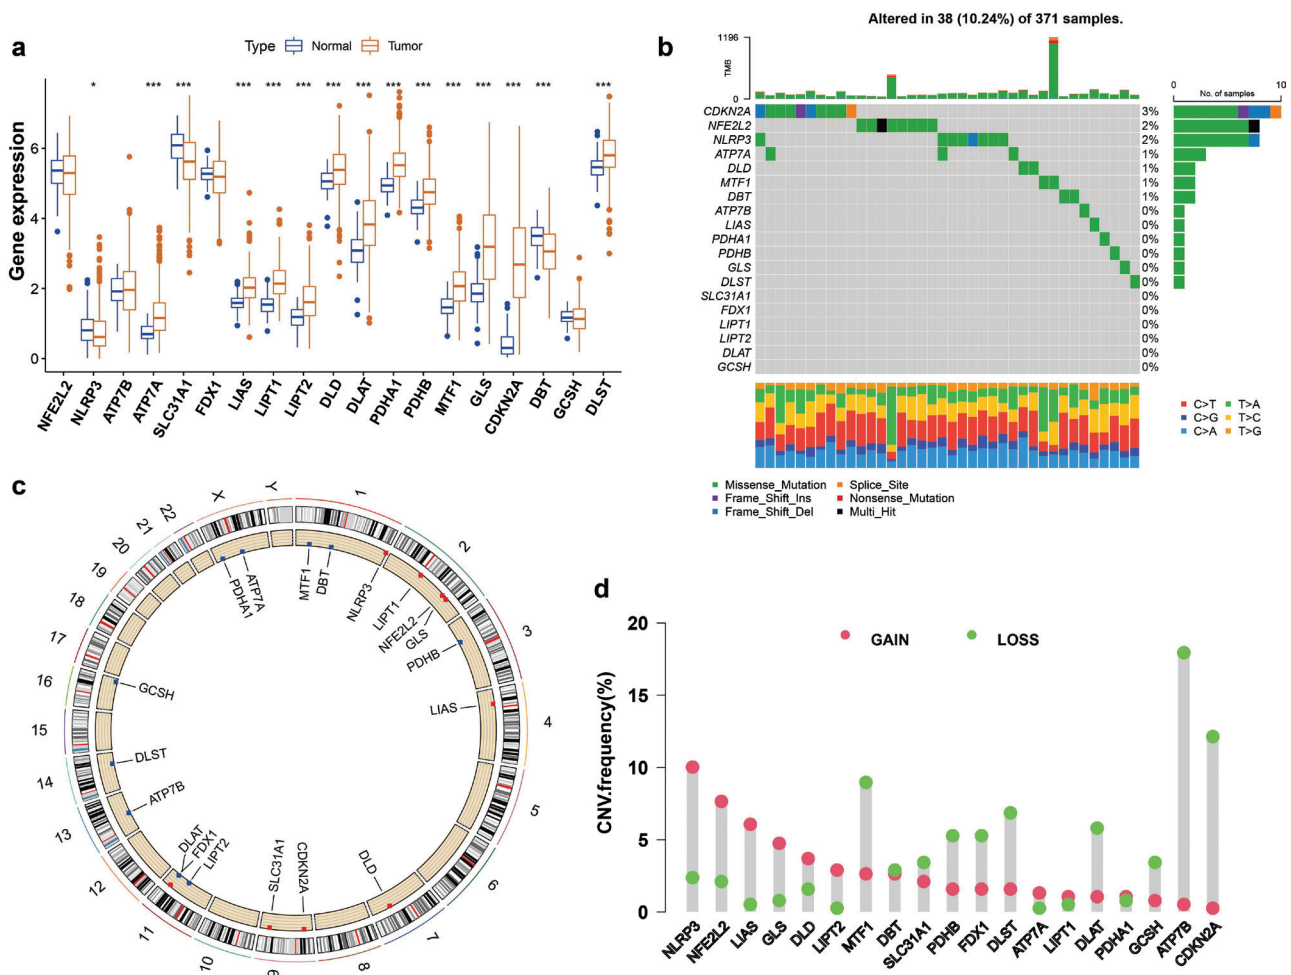 a
Type Normal Tumor
Gene expression
* *** *** *** *** *** *** *** *** *** *** *** *** *** ***
6
4
2
0
NFE2L2 NLRP3 ATP7B ATP7A SLC31A1 FDX1 LIAS LIPT1 LIPT2 DLD DLAT PDHA1 PDHB MTF1 GLS CDKN2A DBT GCSH DLST
b
Altered in 38 (10.24%) of 371 samples.
1196
TMB
0
0 10
No. of samples
CDKN2A 3%
NFE2L2 2%
NLRP3 2%
ATP7A 1%
DLD 1%
MTF1 1%
DBT 1%
ATP7B 0%
LIAS 0%
PDHA1 0%
PDHB 0%
GLS 0%
DLST 0%
SLC31A1 0%
FDX1 0%
LIPT1 0%
LIPT2 0%
DLAT 0%
GCSH 0%
C>T T>A
C>G T>C
C>A T>G
Missense_Mutation Splice_Site
Frame_Shift_Ins Nonsense_Mutation
Frame_Shift_Del Multi_Hit
c
1
2
3
4
5
6
7
8
9
10
11
12
13
14
15
16
17
18
19
20
21
22
X
Y
MTF1
DBT
NLRP3
LIPT1
NFE2L2
GLS
PDHB
LIAS
DLD
CDKN2A
SLC31A1
LIPT2
FDX1
DLAT
ATP7B
DLST
GCSH
PDHA1
ATP7A
d
GAIN LOSS
CNV.frequency(%)
20
15
10
5
0
NLRP3 NFE2L2 LIAS GLS DLD LIPT2 MTF1 DBT SLC31A1 PDHB FDX1 DLST ATP7A LIPT1 DLAT PDHA1 GCSH ATP7B CDKN2A